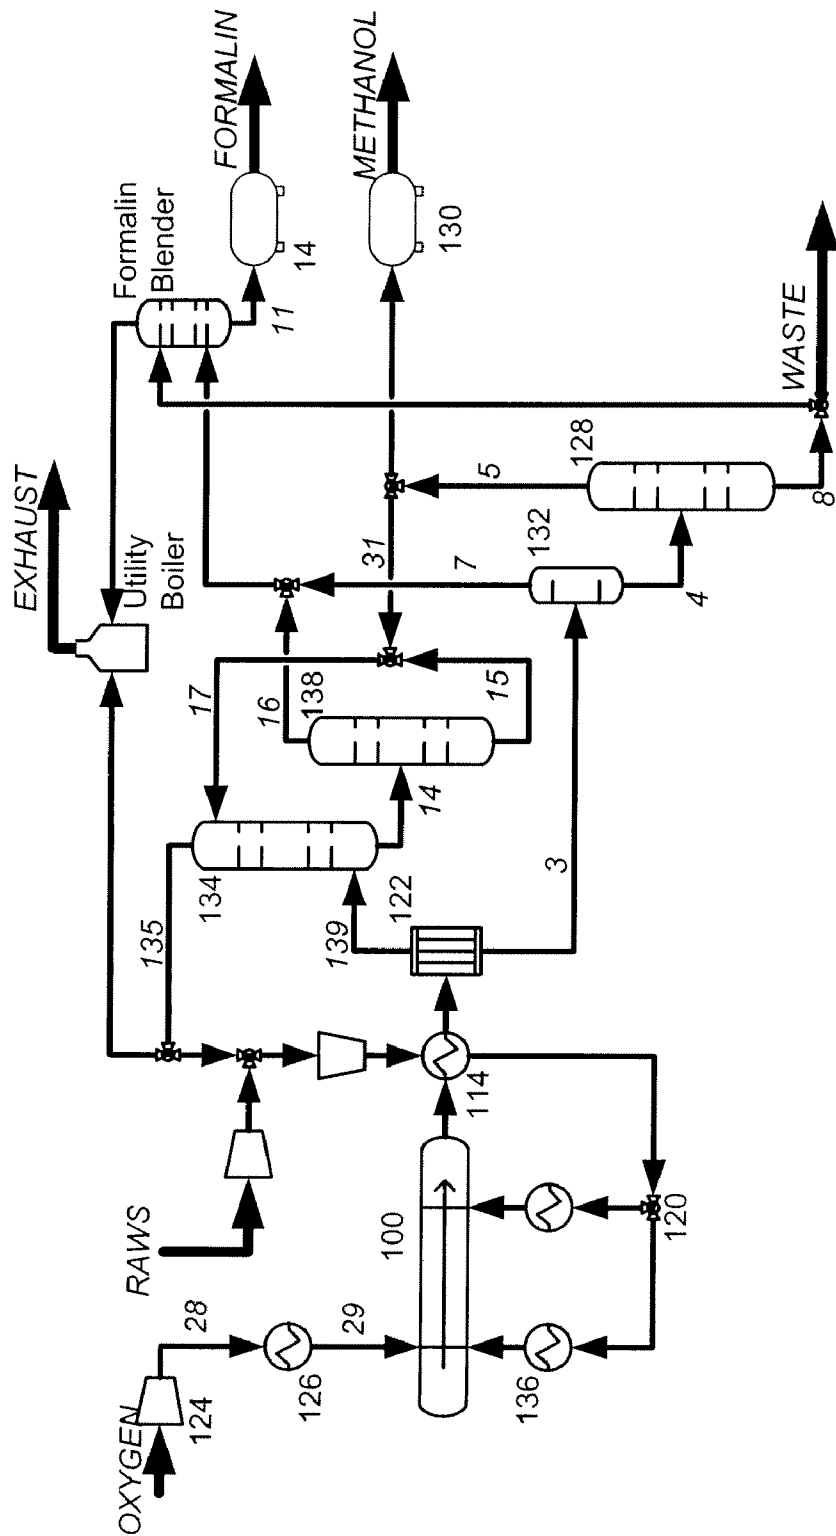 EXHAUST
Utility
Boiler
Formalin
Blender
FORMALIN
14
11
METHANOL
130
WASTE
128
5
8
132
7
4
31
16
138
17
15
14
134
122
135
139
3
RAWS
114
100
120
OXYGEN
124
28
126
29
136